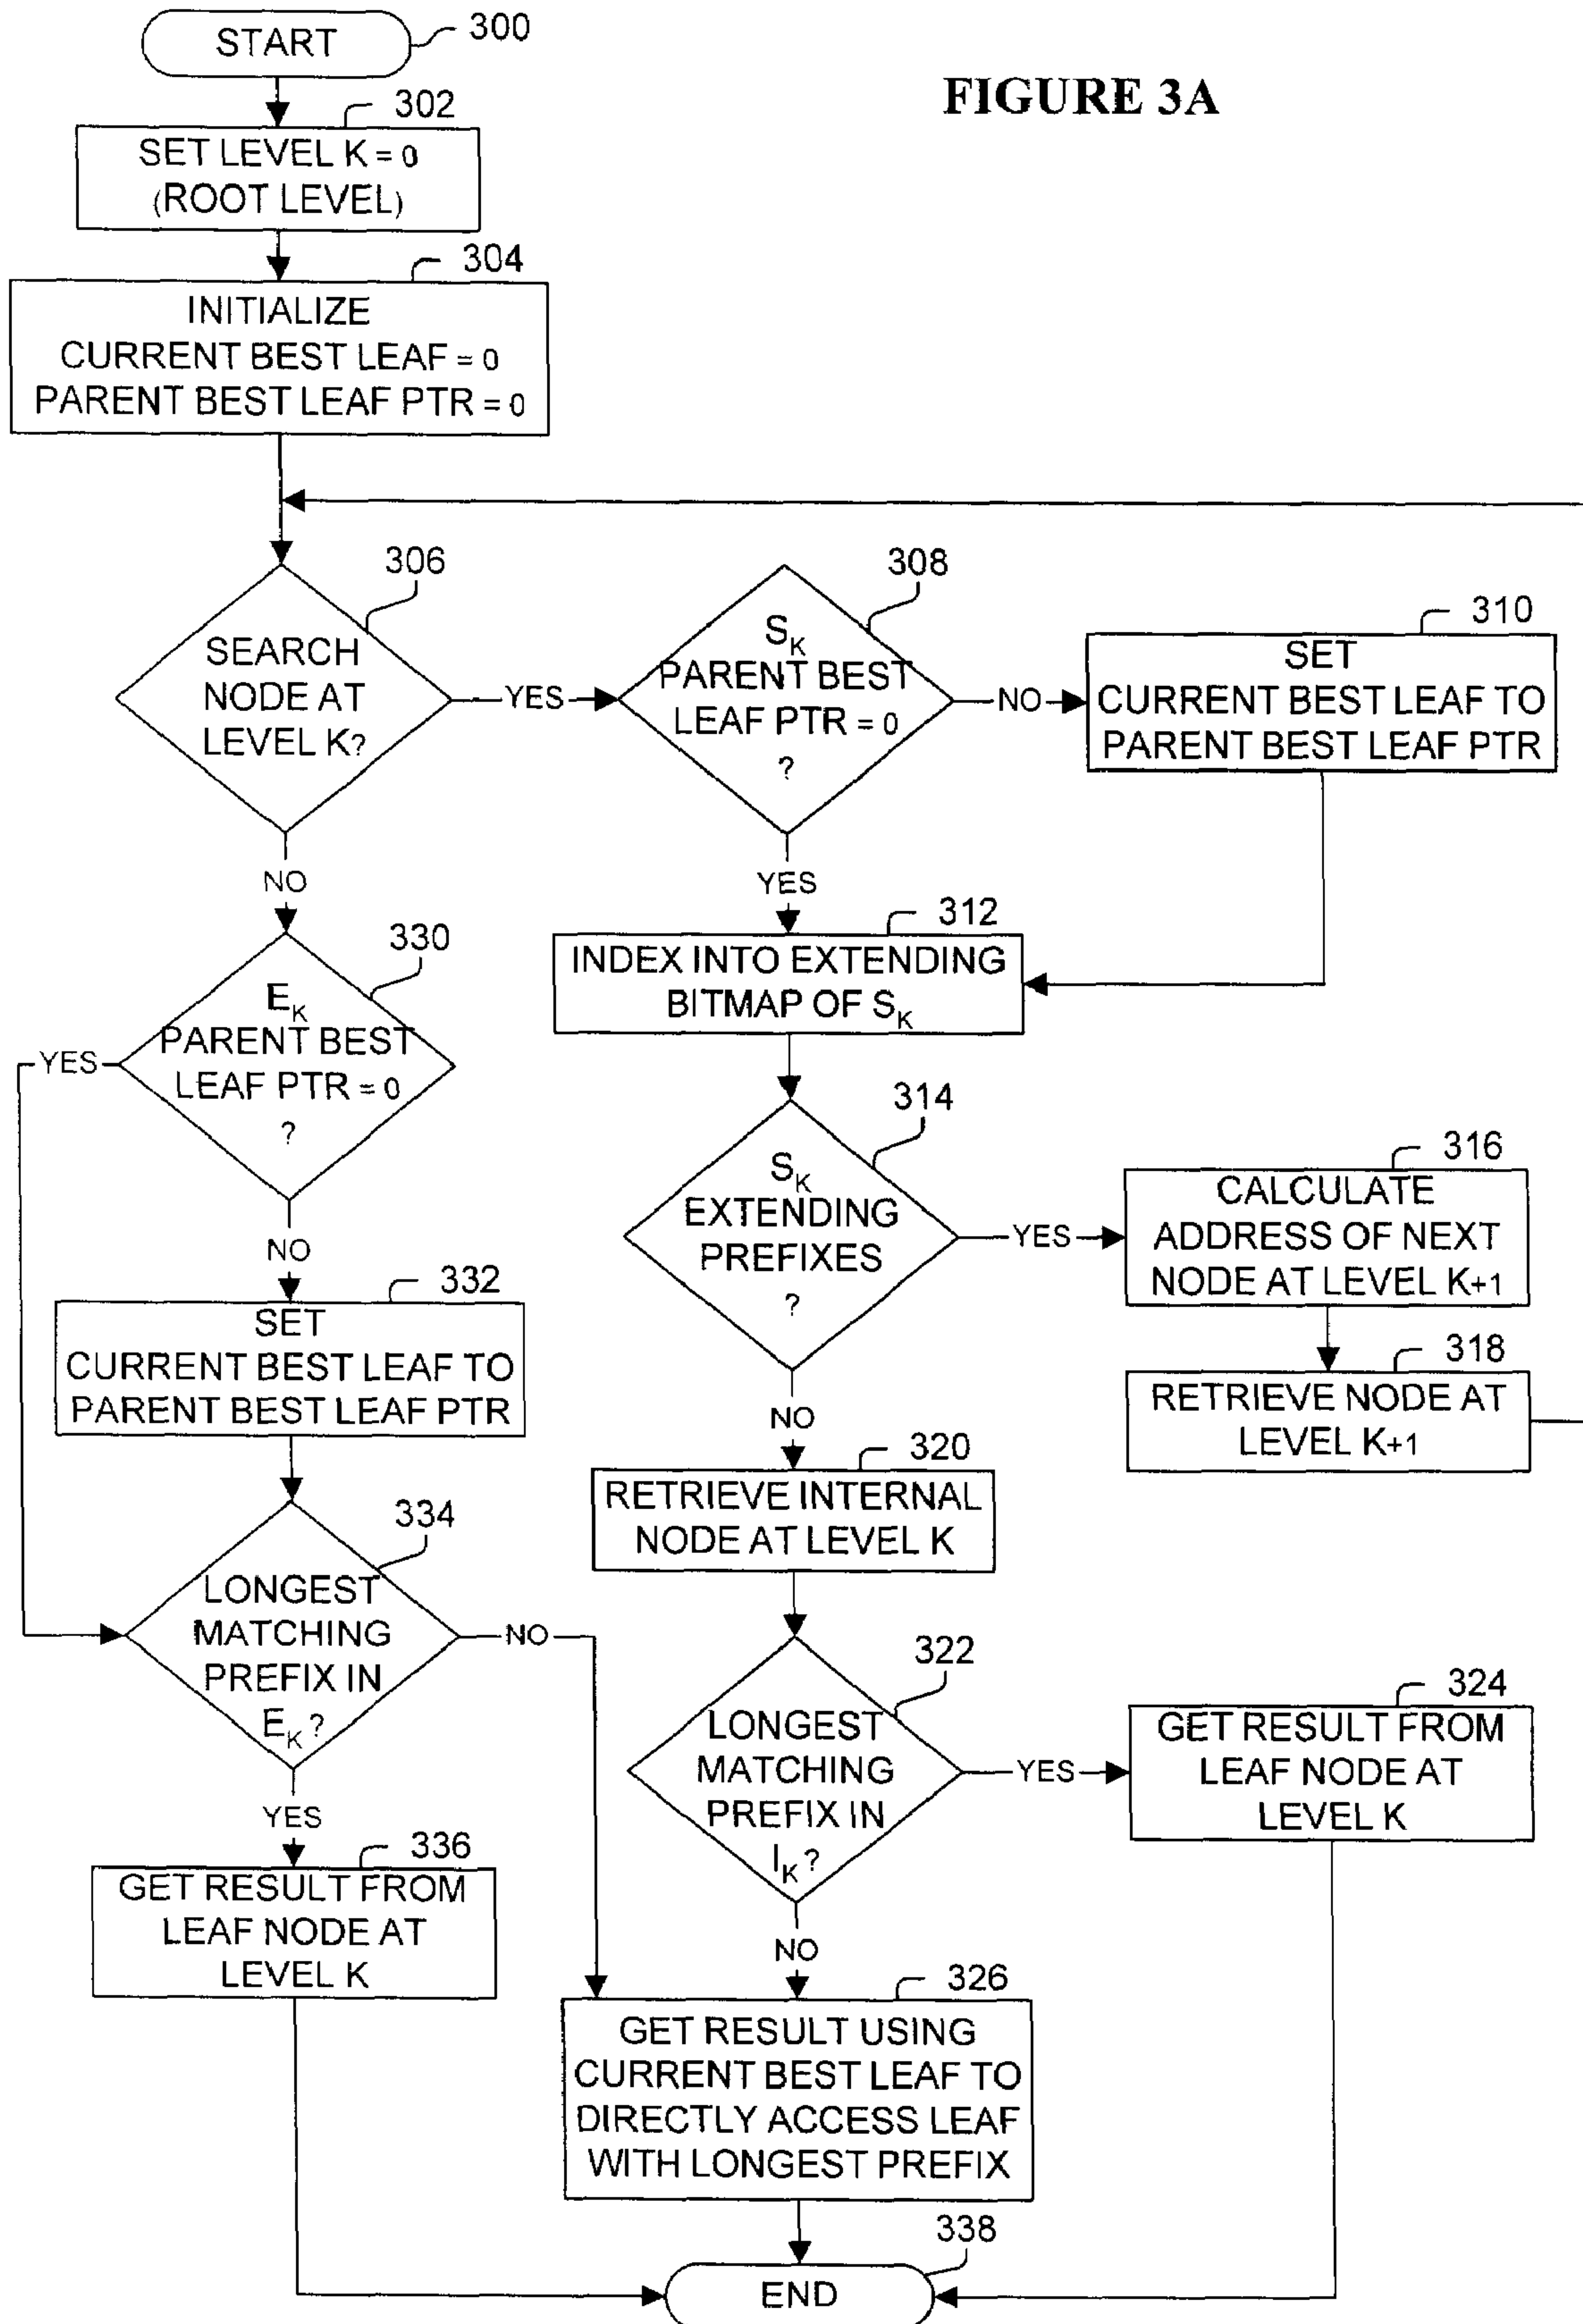 START
300
FIGURE 3A
302
SET LEVEL K = 0
(ROOT LEVEL)
304
INITIALIZE
CURRENT BEST LEAF = 0
PARENT BEST LEAF PTR = 0
306
SEARCH
NODE AT
LEVEL K?
YES
NO
308
S_K
PARENT BEST
LEAF PTR = 0
?
NO
YES
310
SET
CURRENT BEST LEAF TO
PARENT BEST LEAF PTR
312
INDEX INTO EXTENDING
BITMAP OF S_K
330
E_K
PARENT BEST
LEAF PTR = 0
?
YES
NO
314
S_K
EXTENDING
PREFIXES
?
YES
NO
316
CALCULATE
ADDRESS OF NEXT
NODE AT LEVEL K+1
318
RETRIEVE NODE AT
LEVEL K+1
332
SET
CURRENT BEST LEAF TO
PARENT BEST LEAF PTR
320
RETRIEVE INTERNAL
NODE AT LEVEL K
334
LONGEST
MATCHING
PREFIX IN
E_K ?
NO
YES
322
LONGEST
MATCHING
PREFIX IN
I_K ?
YES
NO
324
GET RESULT FROM
LEAF NODE AT
LEVEL K
336
GET RESULT FROM
LEAF NODE AT
LEVEL K
326
GET RESULT USING
CURRENT BEST LEAF TO
DIRECTLY ACCESS LEAF
WITH LONGEST PREFIX
338
END